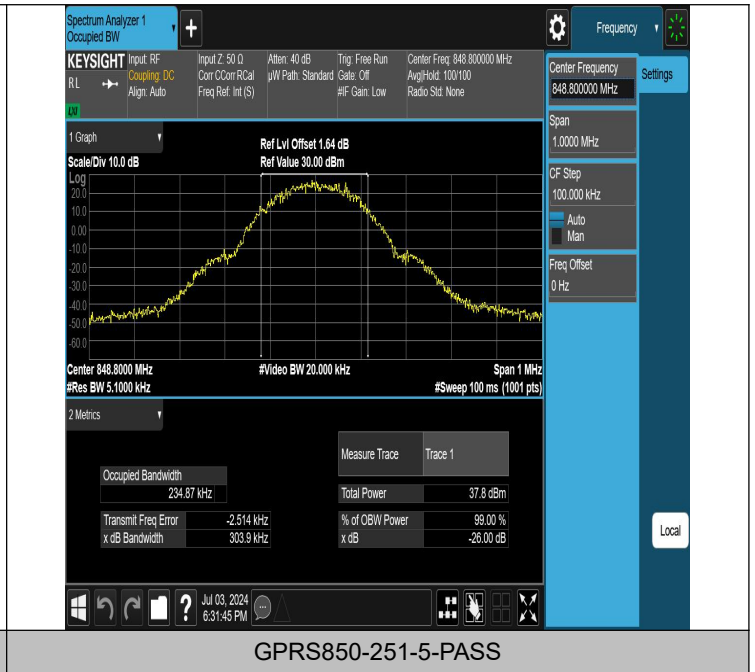 Spectrum Analyzer 1
Occupied BW
Frequency
KEYSIGHT
RL
LXI
Input: RF
Coupling: DC
Align: Auto
Input Z: 50 Ω
Corr CCorr RCal
Freq Ref: Int (S)
Atten: 40 dB
µW Path: Standard
Trig: Free Run
Gate: Off
#IF Gain: Low
Center Freq: 848.800000 MHz
Avg|Hold: 100/100
Radio Std: None
Center Frequency
848.800000 MHz
Settings
Span
1.0000 MHz
CF Step
100.000 kHz
Auto
Man
Freq Offset
0 Hz
Local
1 Graph
Scale/Div 10.0 dB
Ref Lvl Offset 1.64 dB
Ref Value 30.00 dBm
Log
20.0
10.0
0.00
-10.0
-20.0
-30.0
-40.0
-50.0
-60.0
Center 848.8000 MHz
#Video BW 20.000 kHz
Span 1 MHz
#Res BW 5.1000 kHz
#Sweep 100 ms (1001 pts)
2 Metrics
Measure Trace
Trace 1
Occupied Bandwidth
234.87 kHz
Total Power
37.8 dBm
Transmit Freq Error
-2.514 kHz
% of OBW Power
99.00 %
x dB Bandwidth
303.9 kHz
x dB
-26.00 dB
?
Jul 03, 2024
6:31:45 PM
GPRS850-251-5-PASS